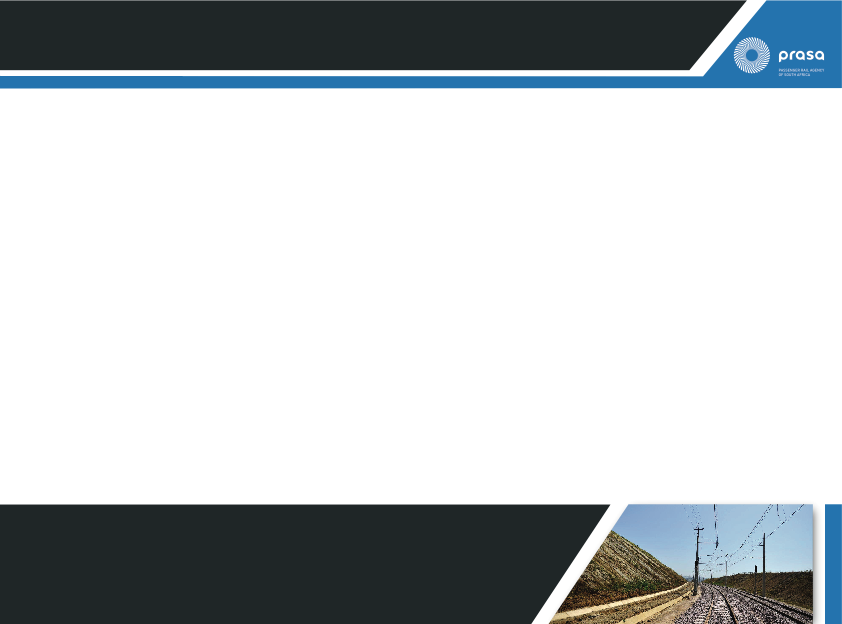 prasa
PASSENGER RAIL AGENCY
OF SOUTH AFRICA